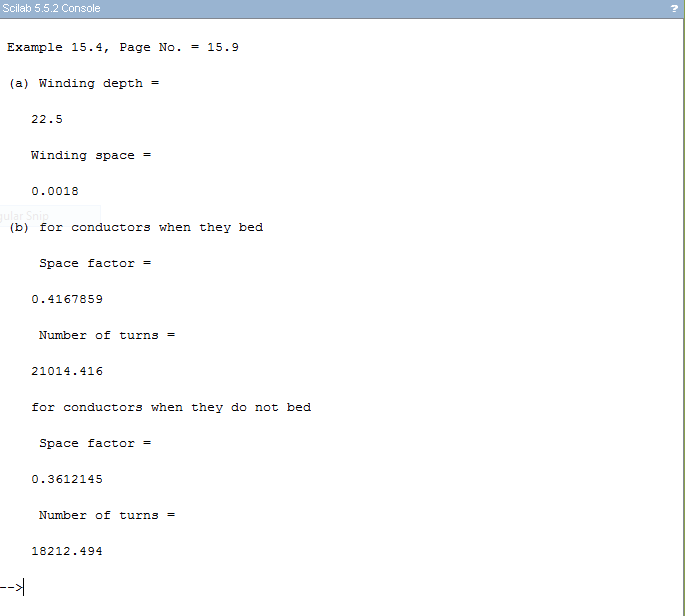 Scilab 5.5.2 Console ?
Example 15.4, Page No. = 15.9
(a) Winding depth =
22.5
Winding space =
0.0018
gular Snip
(b) for conductors when they bed
Space factor =
0.4167859
Number of turns =
21014.416
for conductors when they do not bed
Space factor =
0.3612145
Number of turns =
18212.494
-->